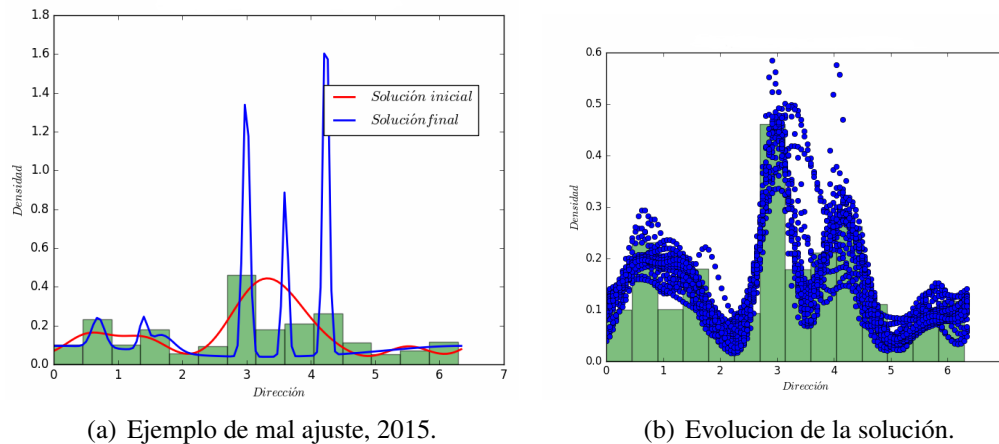 1.8
1.6
1.4
1.2
1.0
0.8
0.6
0.4
0.2
0.0
Densidad
0 1 2 3 4 5 6 7
Dirección
Solución inicial
Soluciónfinal
(a) Ejemplo de mal ajuste, 2015.
0.6
0.5
0.4
0.3
0.2
0.1
0.0
Densidad
0 1 2 3 4 5 6
Dirección
(b) Evolucion de la solución.